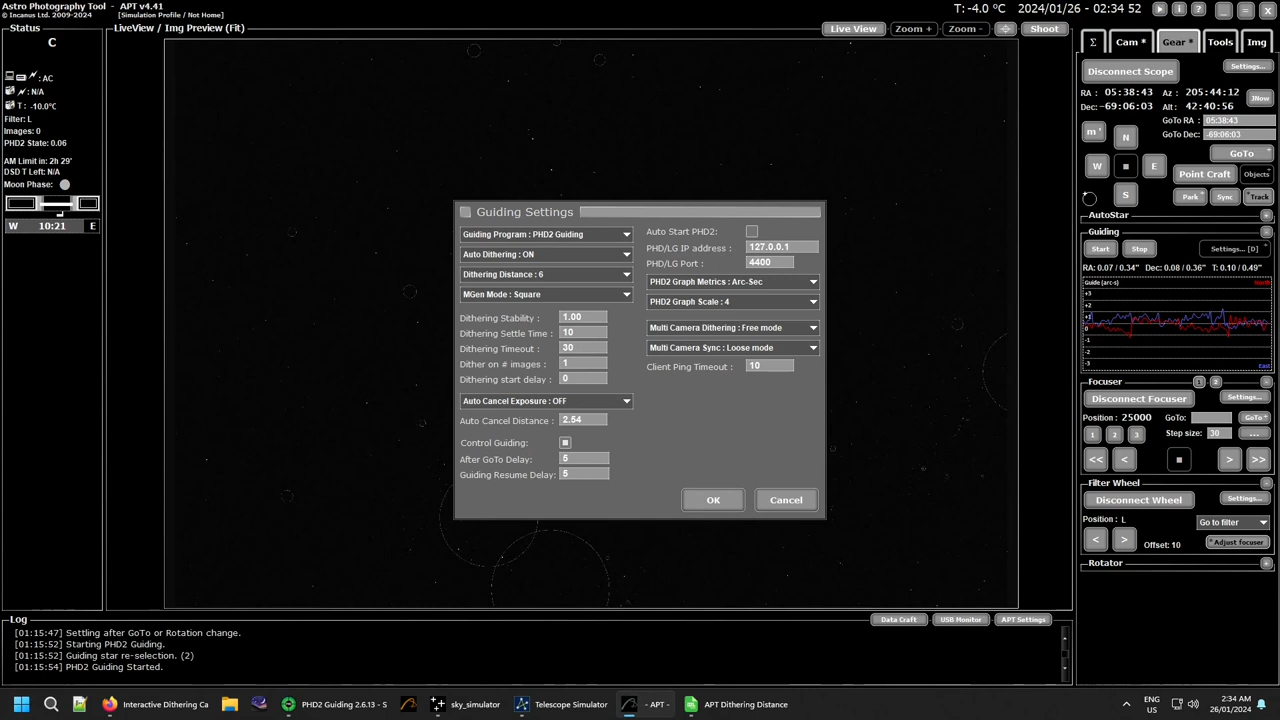 Astro Photography Tool - APT v4.41
© Incanus Ltd. 2009-2024 [Simulation Profile / Not Home]
T: -4.0 ºC 2024/01/26 - 02:34 52
Status
C
: AC
: N/A
T : -10.0ºC
Filter: L
Images: 0
PHD2 State: 0.06
AM Limit in: 2h 29'
DSD T Left: N/A
Moon Phase:
W 10:21 E
LiveView / Img Preview (Fit)
Live View
Zoom +
Zoom -
Shoot
Guiding Settings
Guiding Program : PHD2 Guiding
Auto Dithering : ON
Dithering Distance : 6
MGen Mode : Square
Dithering Stability : 1.00
Dithering Settle Time : 10
Dithering Timeout : 30
Dither on # images : 1
Dithering start delay : 0
Auto Cancel Exposure : OFF
Auto Cancel Distance : 2.54
Control Guiding:
After GoTo Delay: 5
Guiding Resume Delay: 5
Auto Start PHD2:
PHD/LG IP address : 127.0.0.1
PHD/LG Port : 4400
PHD2 Graph Metrics : Arc-Sec
PHD2 Graph Scale : 4
Multi Camera Dithering : Free mode
Multi Camera Sync : Loose mode
Client Ping Timeout : 10
OK
Cancel
Σ
Cam *
Gear *
Tools
Img
Disconnect Scope
Settings...
RA : 05:38:43 Az : 205:44:12
Dec: -69:06:03 Alt : 42:40:56
JNow
GoTo RA : 05:38:43
GoTo Dec: -69:06:03
m '
N
GoTo
W
E
Point Craft
Objects
S
Park
Sync
Track
AutoStar
Guiding
Start
Stop
Settings... [D]
RA: 0.07 / 0.34" Dec: 0.08 / 0.36" T: 0.10 / 0.49"
Guide (arc-s) North
+3
+2
+1
0
-1
-2
-3
East
Focuser
1
2
Disconnect Focuser
Settings...
Position : 25000 GoTo: GoTo
1
2
3
Step size: 30 ...
<<
<
>
>>
Filter Wheel
Disconnect Wheel
Settings...
Position : L Go to filter
<
>
Offset: 10
Adjust focuser
Rotator
Log
Data Craft
USB Monitor
APT Settings
[01:15:47] Settling after GoTo or Rotation change.
[01:15:52] Starting PHD2 Guiding.
[01:15:52] Guiding star re-selection. (2)
[01:15:54] PHD2 Guiding Started.
Interactive Dithering Ca
PHD2 Guiding 2.6.13 - S
sky_simulator
Telescope Simulator
- APT -
APT Dithering Distance
ENG
US
2:34 AM
26/01/2024